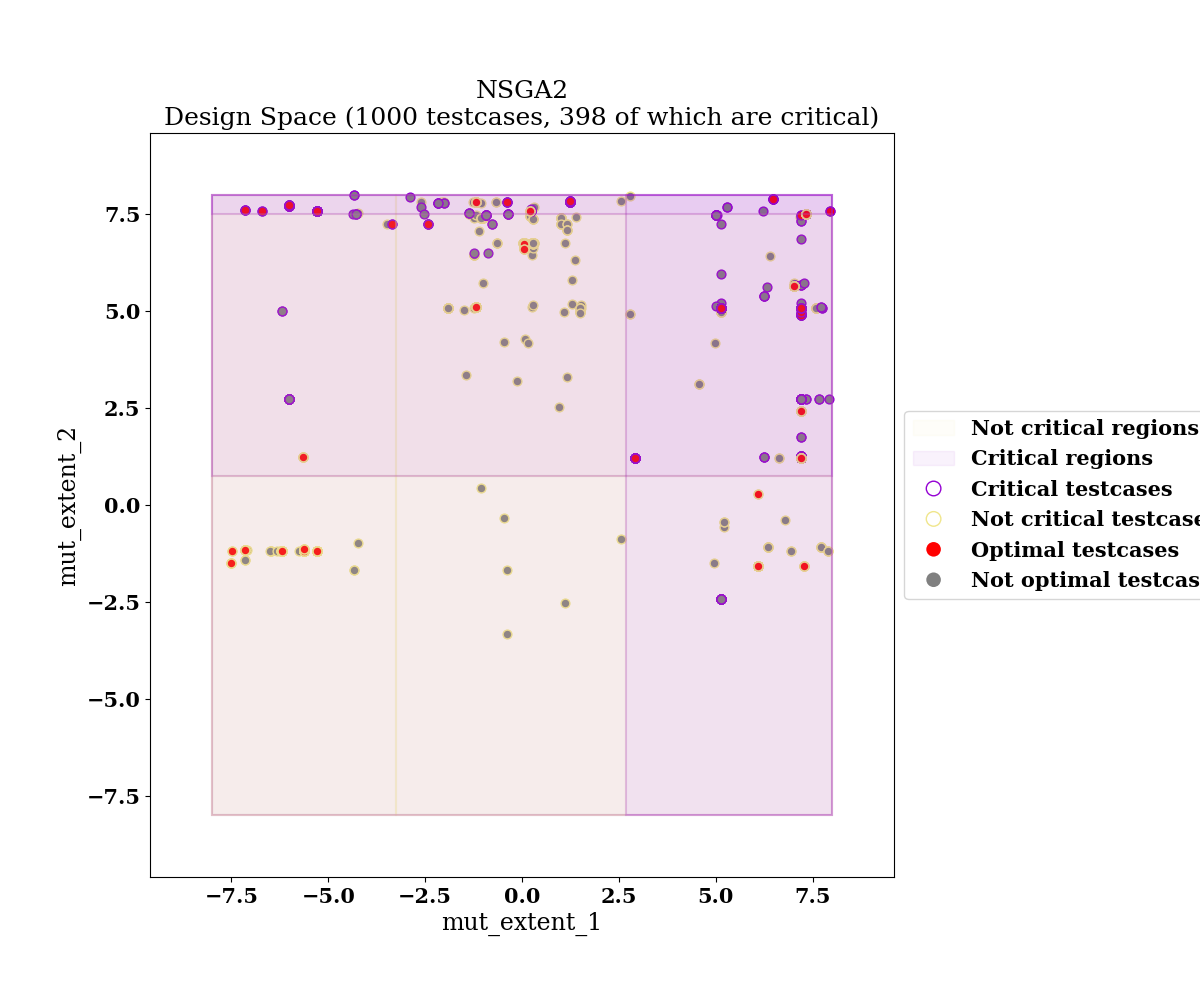 NSGA2
Design Space (1000 testcases, 398 of which are critical)
mut_extent_2
7.5
5.0
2.5
0.0
−2.5
−5.0
−7.5
−7.5
−5.0
−2.5
0.0
2.5
5.0
7.5
mut_extent_1
Not critical regions
Critical regions
Critical testcases
Not critical testcase
Optimal testcases
Not optimal testcas